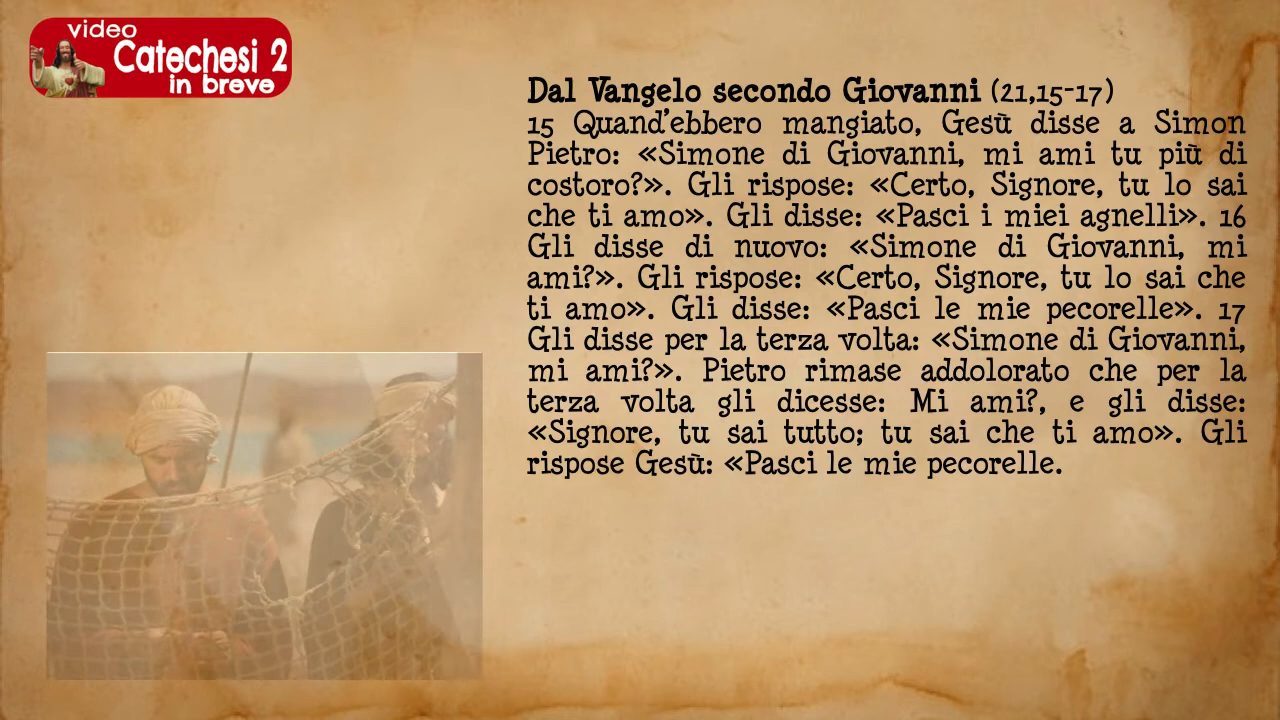 video
Catechesi 2
in breve
Dal Vangelo secondo Giovanni (21,15-17)
15 Quand'ebbero mangiato, Gesù disse a Simon
Pietro: «Simone di Giovanni, mi ami tu più di
costoro?». Gli rispose: «Certo, Signore, tu lo sai
che ti amo». Gli disse: «Pasci i miei agnelli». 16
Gli disse di nuovo: «Simone di Giovanni, mi
ami?». Gli rispose: «Certo, Signore, tu lo sai che
ti amo». Gli disse: «Pasci le mie pecorelle». 17
Gli disse per la terza volta: «Simone di Giovanni,
mi ami?». Pietro rimase addolorato che per la
terza volta gli dicesse: Mi ami?, e gli disse:
«Signore, tu sai tutto; tu sai che ti amo». Gli
rispose Gesù: «Pasci le mie pecorelle.